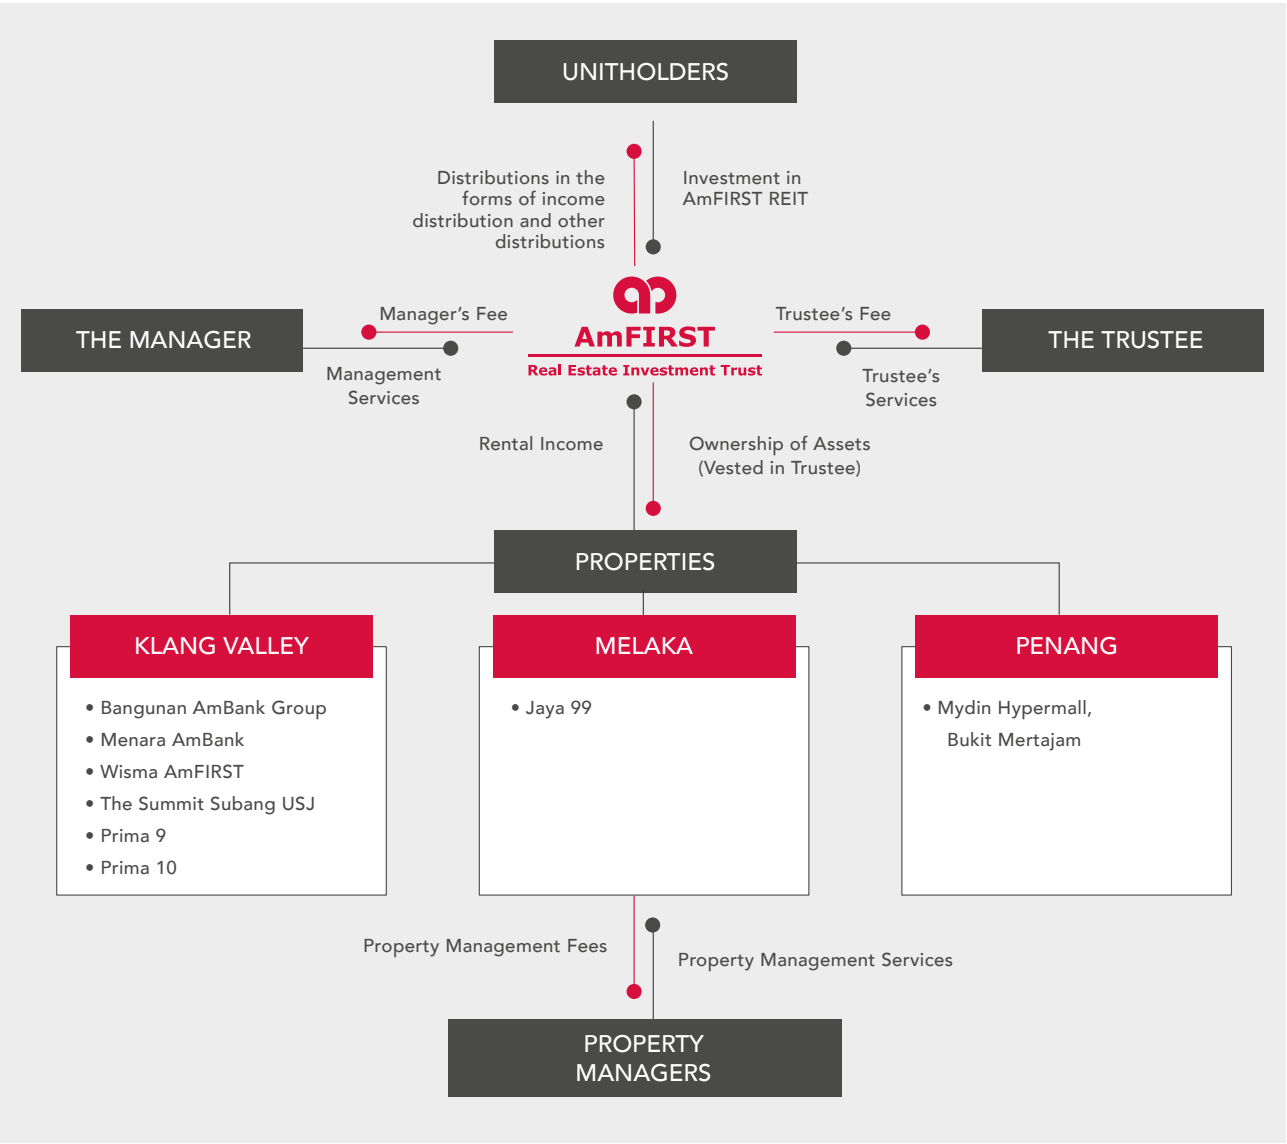 UNITHOLDERS
Distributions in the
forms of income
distribution and other
distributions
Investment in
AmFIRST REIT
THE MANAGER
Manager’s Fee
Management
Services
AmFIRST
Real Estate Investment Trust
Trustee’s Fee
Trustee’s
Services
THE TRUSTEE
Rental Income
Ownership of Assets
(Vested in Trustee)
PROPERTIES
KLANG VALLEY
• Bangunan AmBank Group
• Menara AmBank
• Wisma AmFIRST
• The Summit Subang USJ
• Prima 9
• Prima 10
MELAKA
• Jaya 99
PENANG
• Mydin Hypermall,
Bukit Mertajam
Property Management Fees
Property Management Services
PROPERTY
MANAGERS